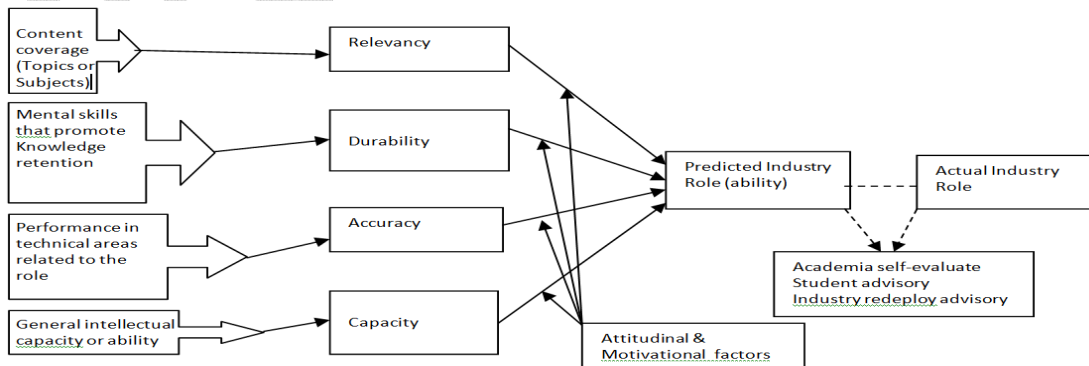 Content
coverage
(Topics or
Subjects)
Relevancy
Mental skills
that promote
Knowledge
retention
Durability
Predicted Industry
Role (ability)
Actual Industry
Role
Performance in
technical areas
related to the
role
Accuracy
Academia self-evaluate
Student advisory
Industry redeploy advisory
General intellectual
capacity or ability
Capacity
Attitudinal &
Motivational factors